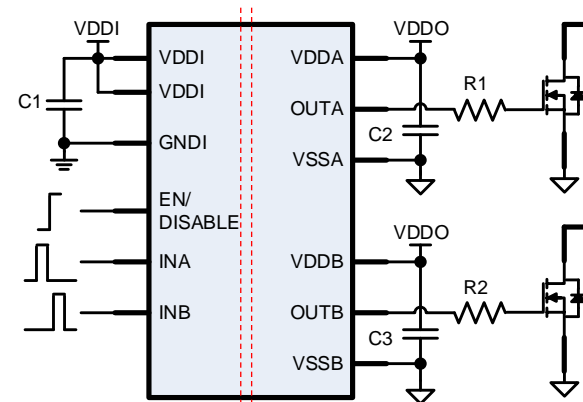 VDDI
VDDO
VDDI
VDDA
VDDI
R1
C1
OUTA
C2
GNDI
VSSA
EN/
DISABLE
VDDO
INA
VDDB
R2
INB
OUTB
C3
VSSB